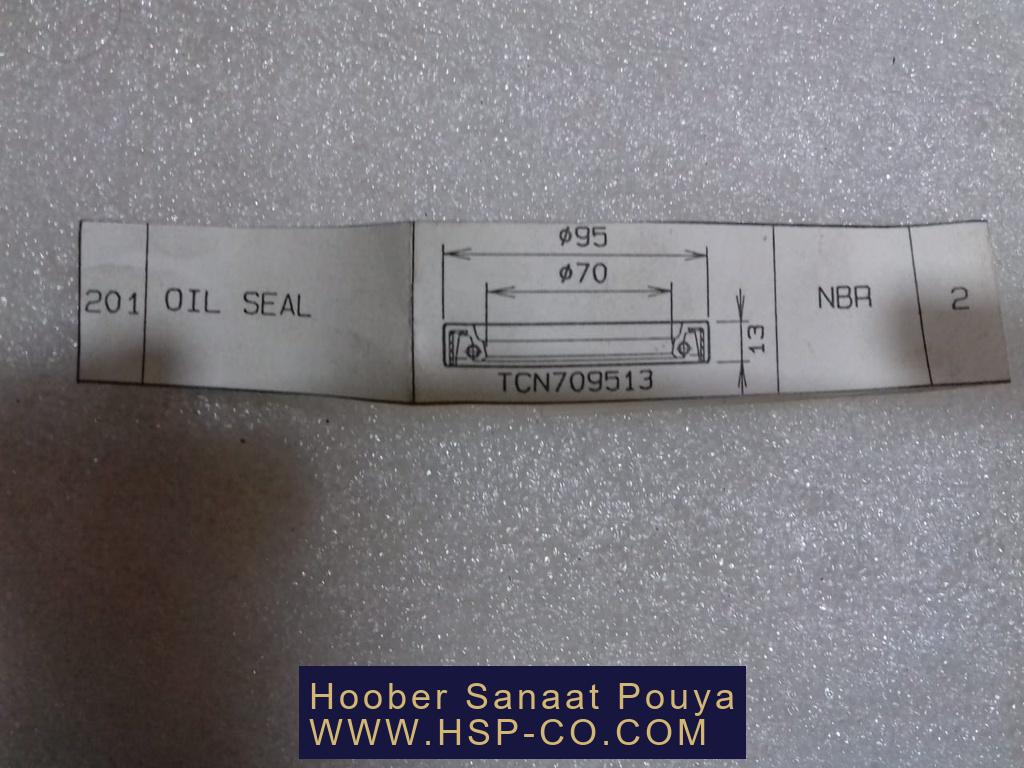 201
OIL SEAL
ø95
ø70
13
TCN709513
NBR
2
Hoober Sanaat Pouya
WWW.HSP-CO.COM